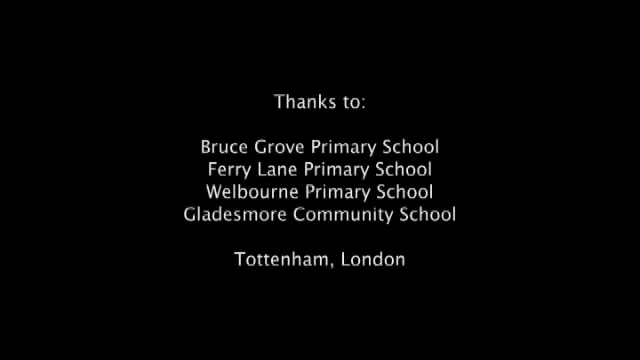 Thanks to:
Bruce Grove Primary School
Ferry Lane Primary School
Welbourne Primary School
Gladesmore Community School
Tottenham, London